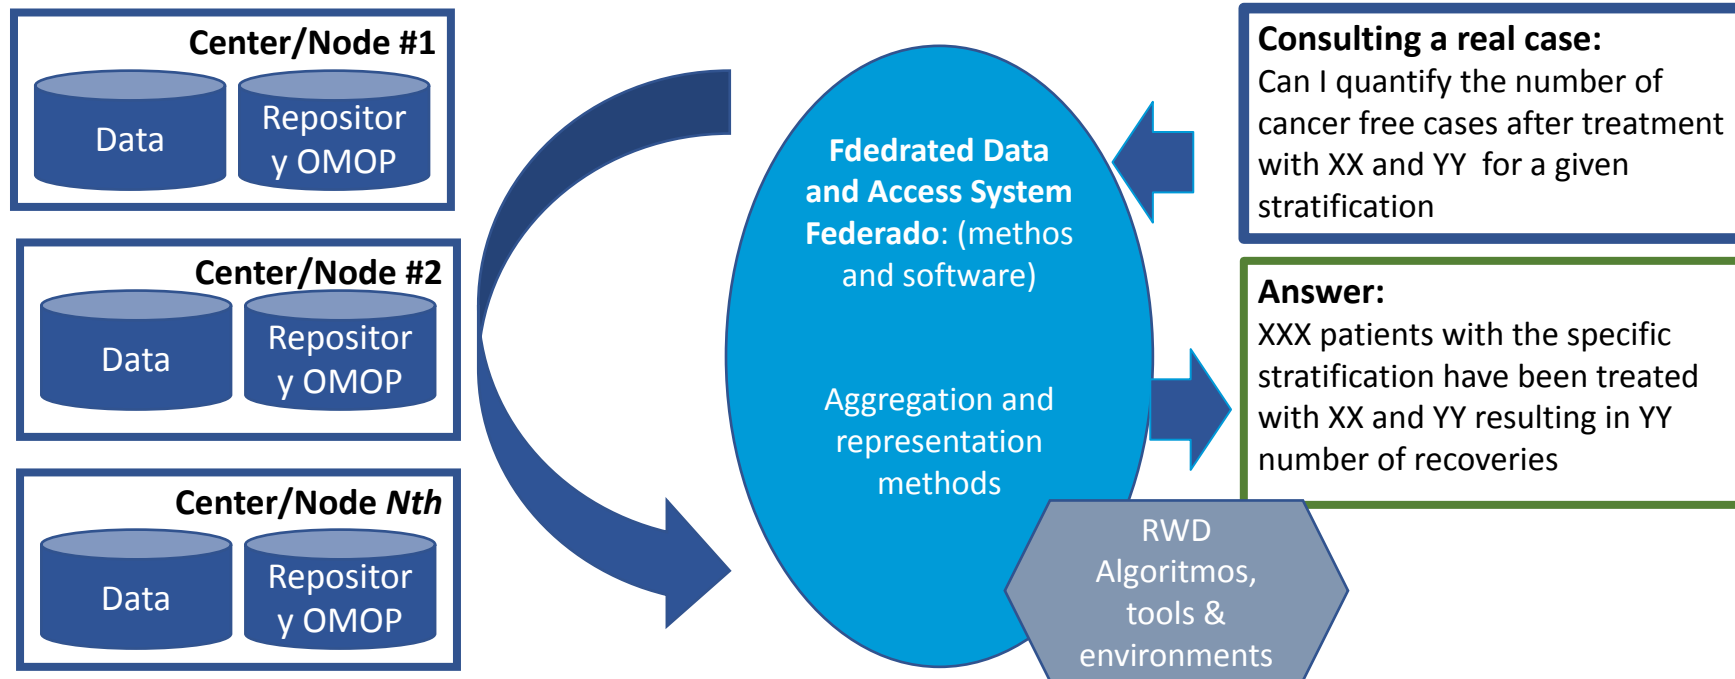 Center/Node #1
Data
Repositor
y OMOP
Center/Node #2
Data
Repositor
y OMOP
Center/Node Nth
Data
Repositor
y OMOP
Fdedrated Data
and Access System
Federado: (methos
and software)
Aggregation and
representation
methods
RWD
Algoritmos,
tools &
environments
Consulting a real case:
Can I quantify the number of
cancer free cases after treatment
with XX and YY  for a given
stratification
Answer:
XXX patients with the specific
stratification have been treated
with XX and YY resulting in YY
number of recoveries